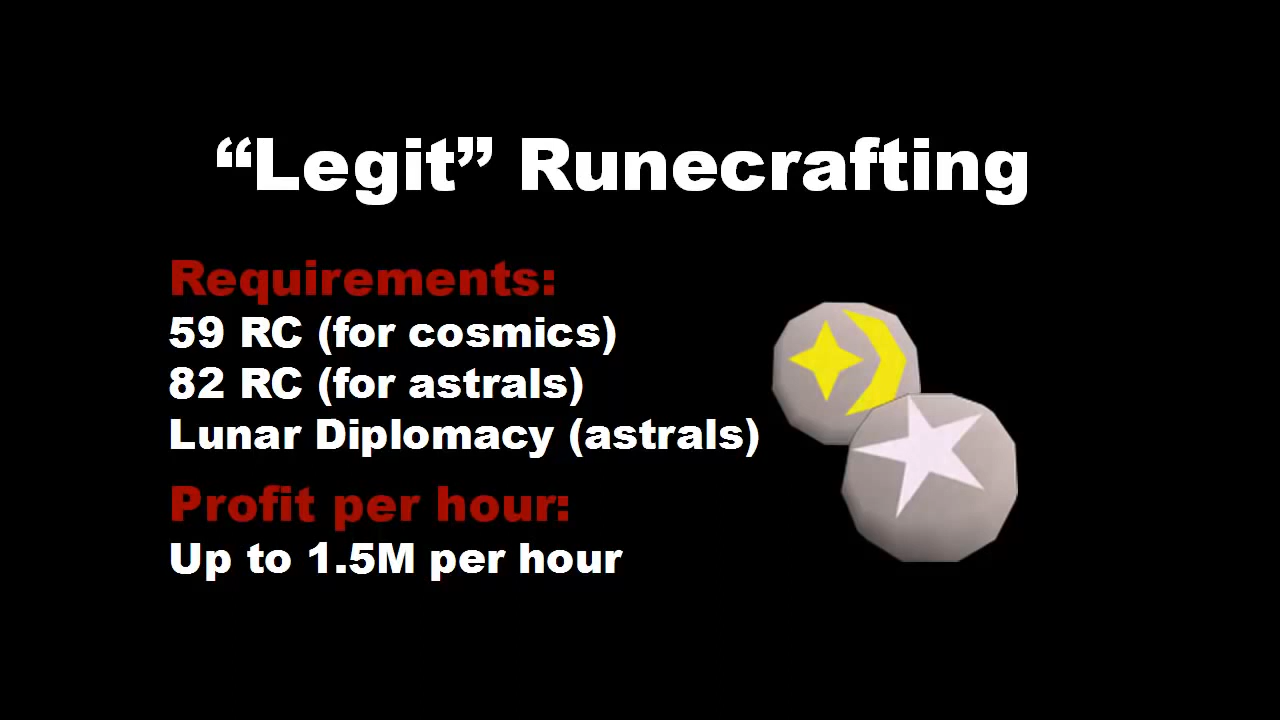 “Legit” Runecrafting
Requirements:
59 RC (for cosmics)
82 RC (for astrals)
Lunar Diplomacy (astrals)
Profit per hour:
Up to 1.5M per hour